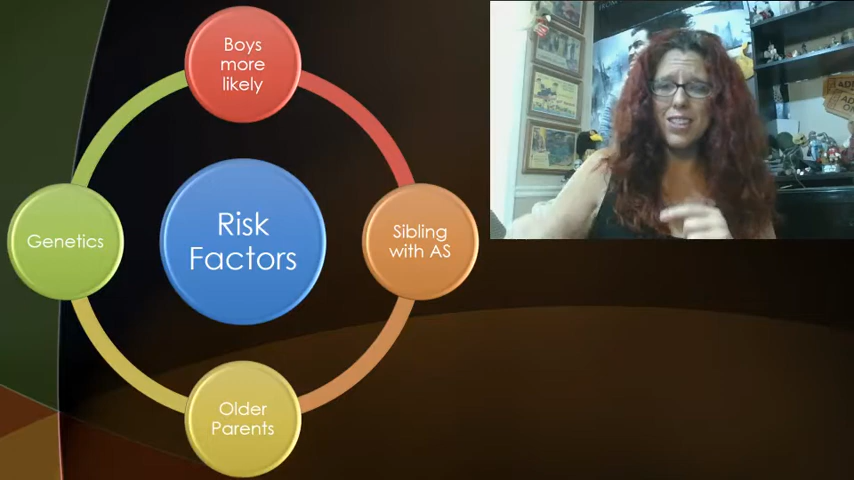 Boys
more
likely
Genetics
Risk
Factors
Sibling
with AS
Older
Parents